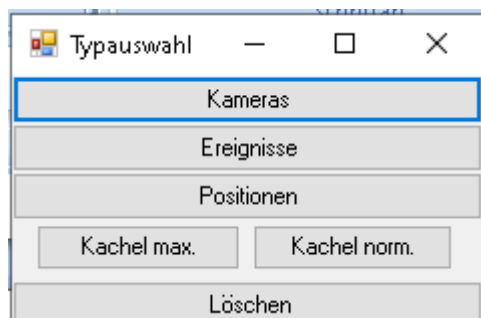 Typauswahl
Kameras
Ereignisse
Positionen
Kachel max. Kachel norm.
Löschen